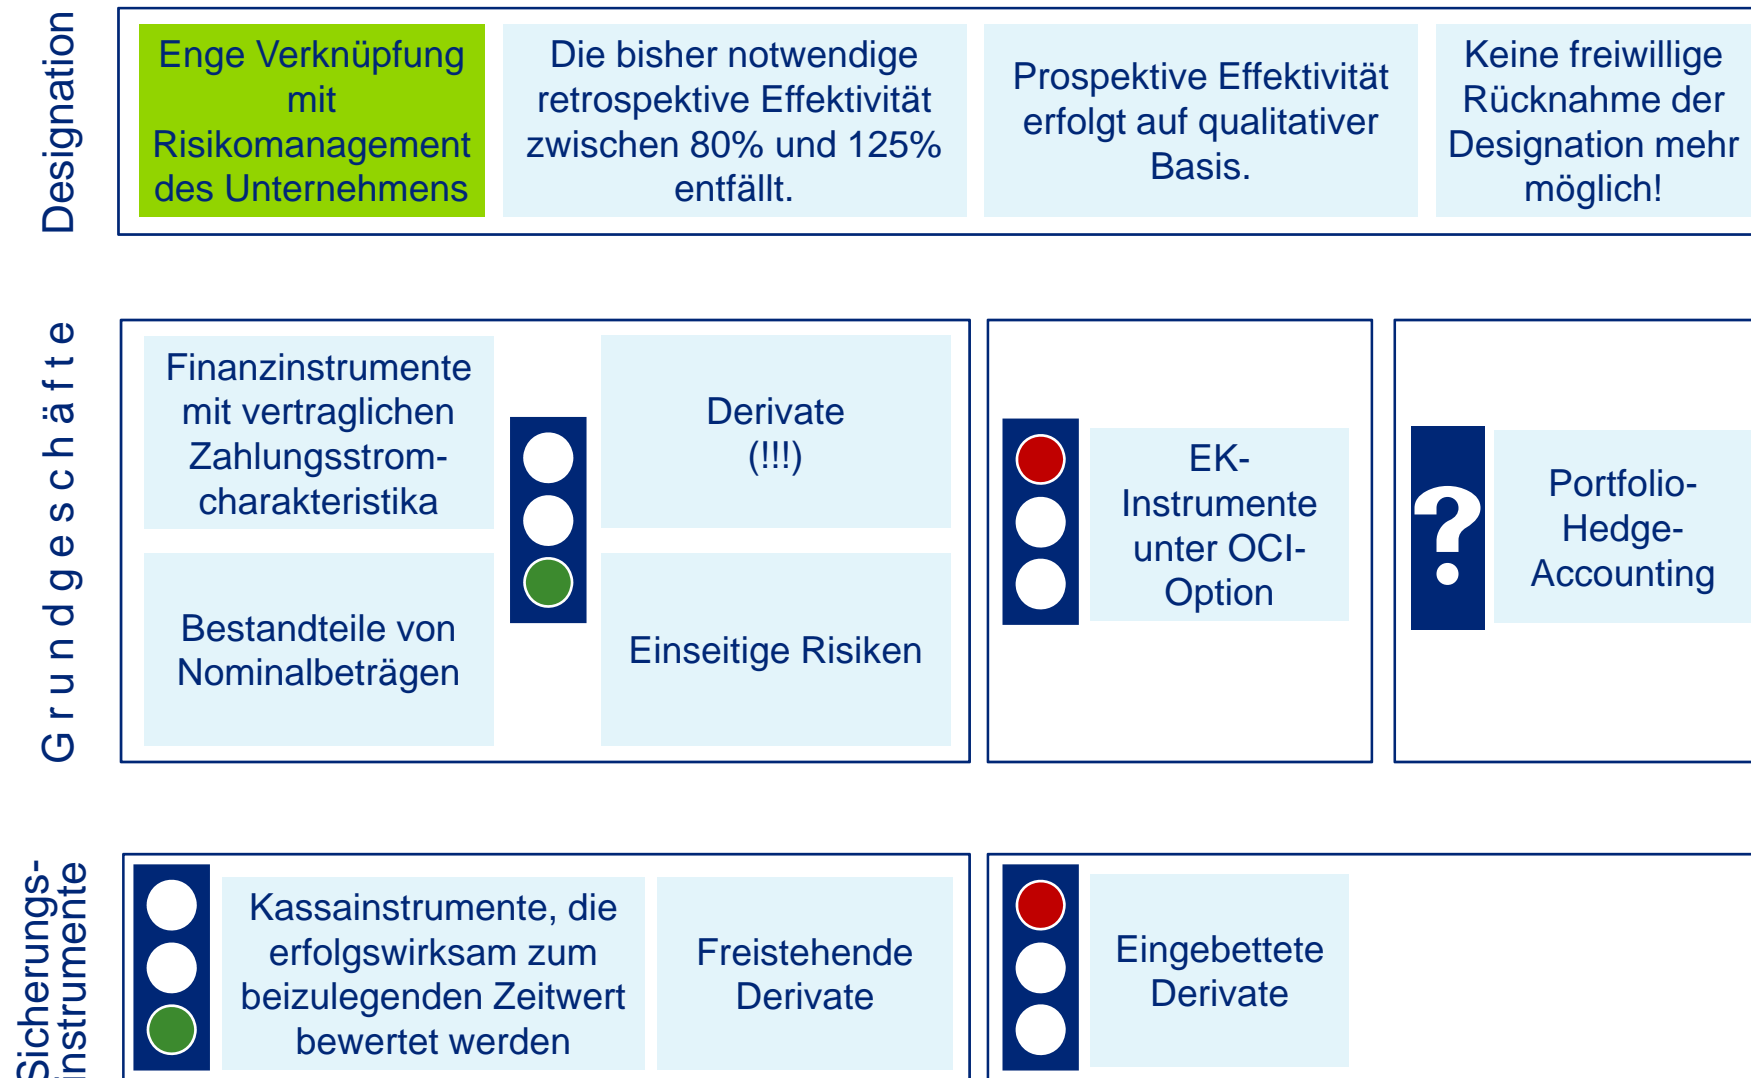 Designation
Enge Verknüpfung
mit
Risikomanagement
des Unternehmens
Die bisher notwendige
retrospektive Effektivität
zwischen 80% und 125%
entfällt.
Prospektive Effektivität
erfolgt auf qualitativer
Basis.
Keine freiwillige
Rücknahme der
Designation mehr
möglich!
Grundgeschäfte
Finanzinstrumente
mit vertraglichen
Zahlungsstrom-
charakteristika
Derivate
(!!!)
Bestandteile von
Nominalbeträgen
Einseitige Risiken
EK-
Instrumente
unter OCI-
Option
?
Portfolio-
Hedge-
Accounting
Sicherungs-
instrumente
Kassainstrumente, die
erfolgswirksam zum
beizulegenden Zeitwert
bewertet werden
Freistehende
Derivate
Eingebettete
Derivate